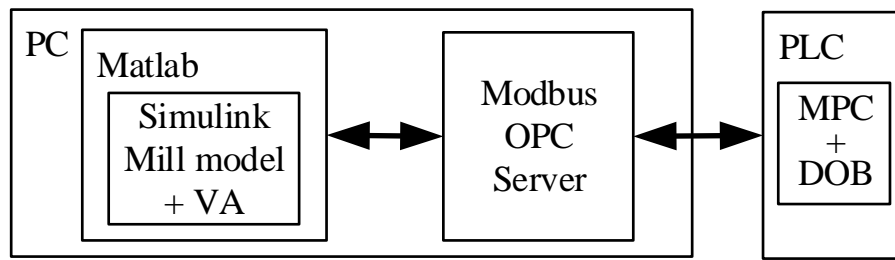 PC
Matlab
Simulink
Mill model
+ VA
Modbus
OPC
Server
PLC
MPC
+
DOB